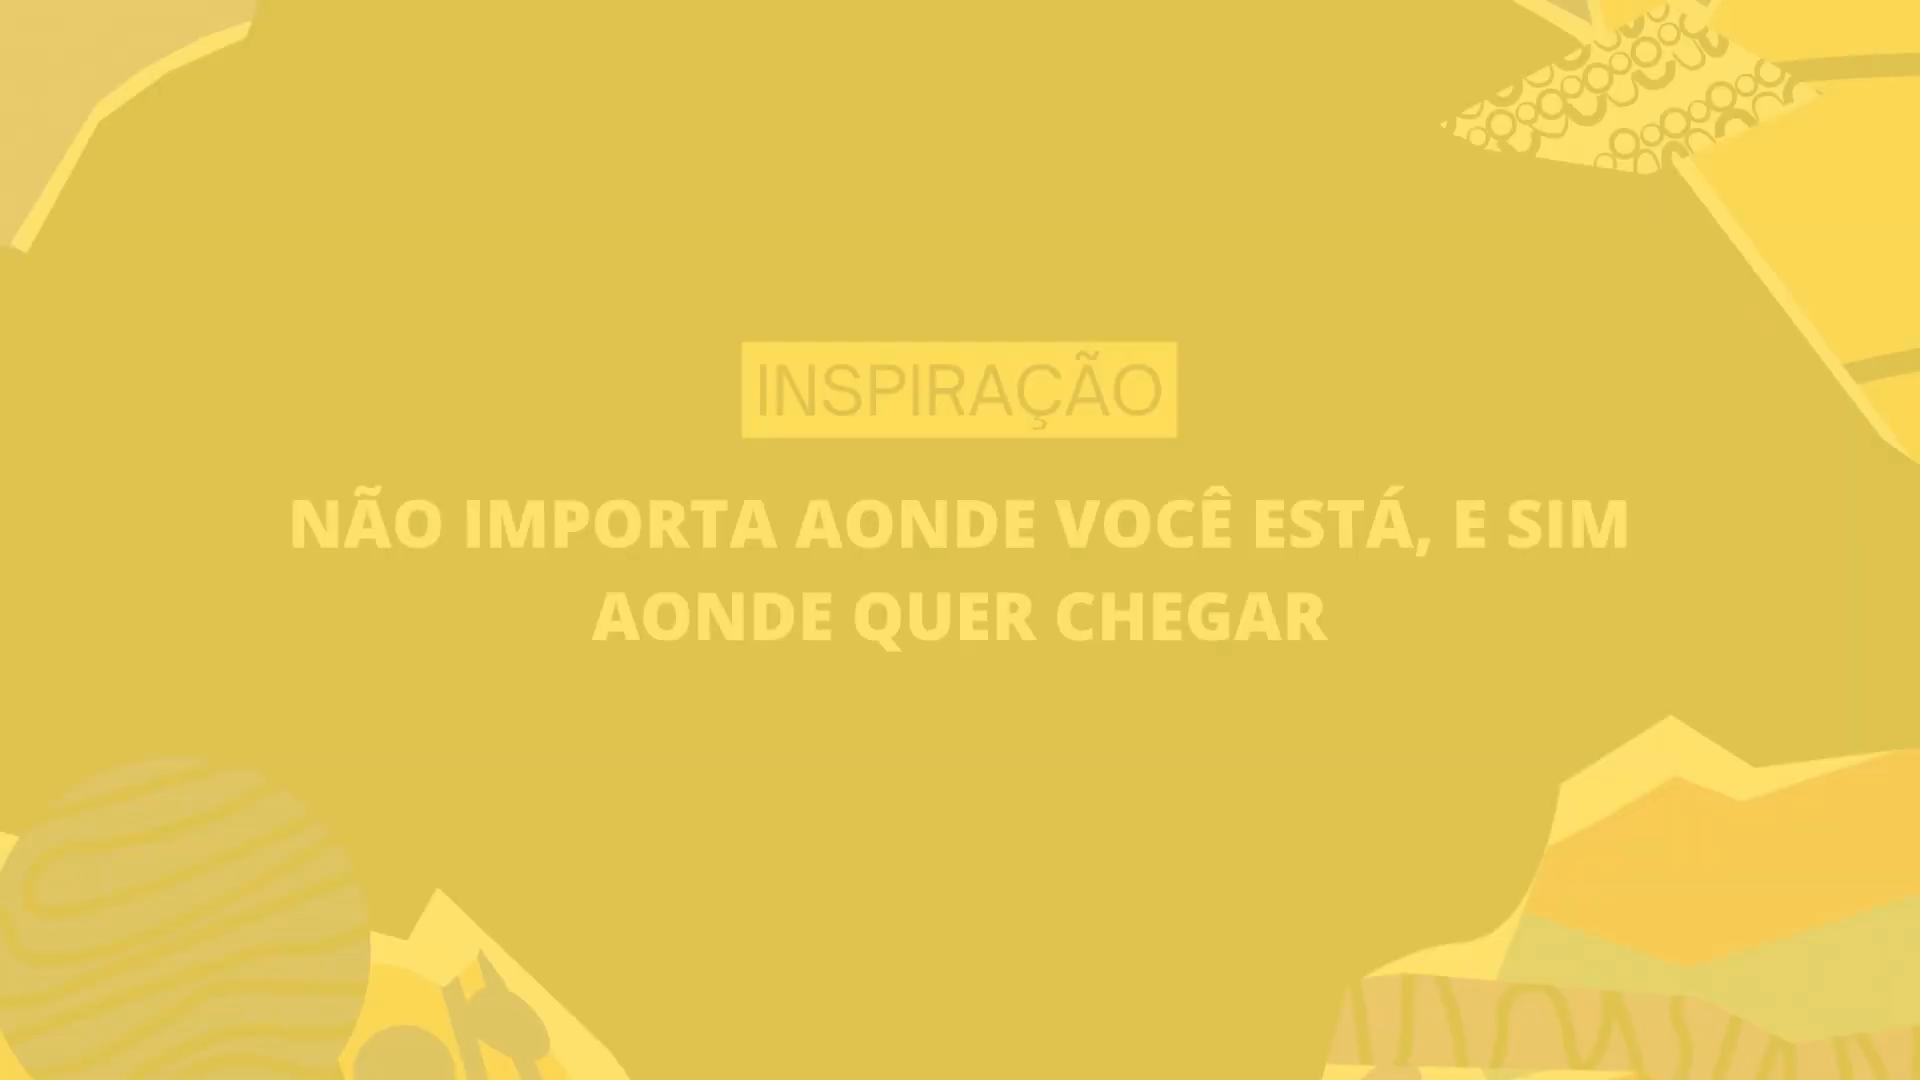 INSPIRAÇÃO
NÃO IMPORTA AONDE VOCÊ ESTÁ, E SIM
AONDE QUER CHEGAR